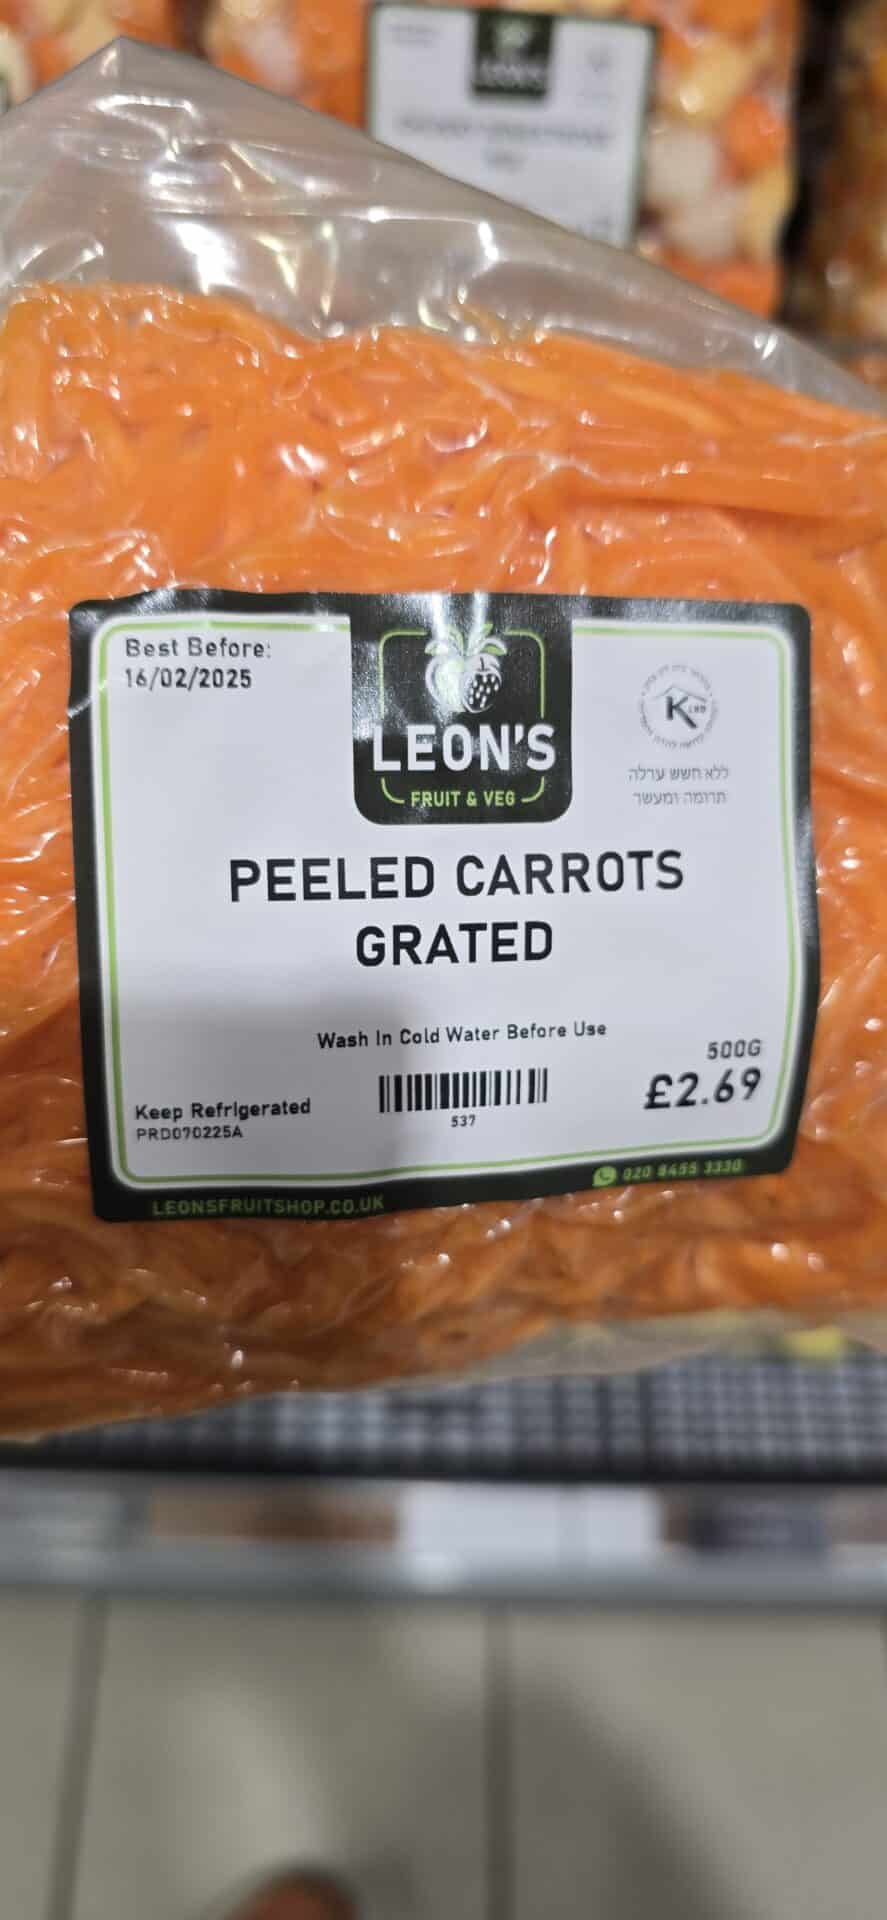 Best Before:
16/02/2025
LEON'S
FRUIT & VEG
K
ללא חשש ערלה
תרומה ומעשר
PEELED CARROTS
GRATED
Wash In Cold Water Before Use
537
500G
£2.69
Keep Refrigerated
PRD070225A
LEONSFRUITSHOP.CO.UK
020 8455 3330
LEON'S